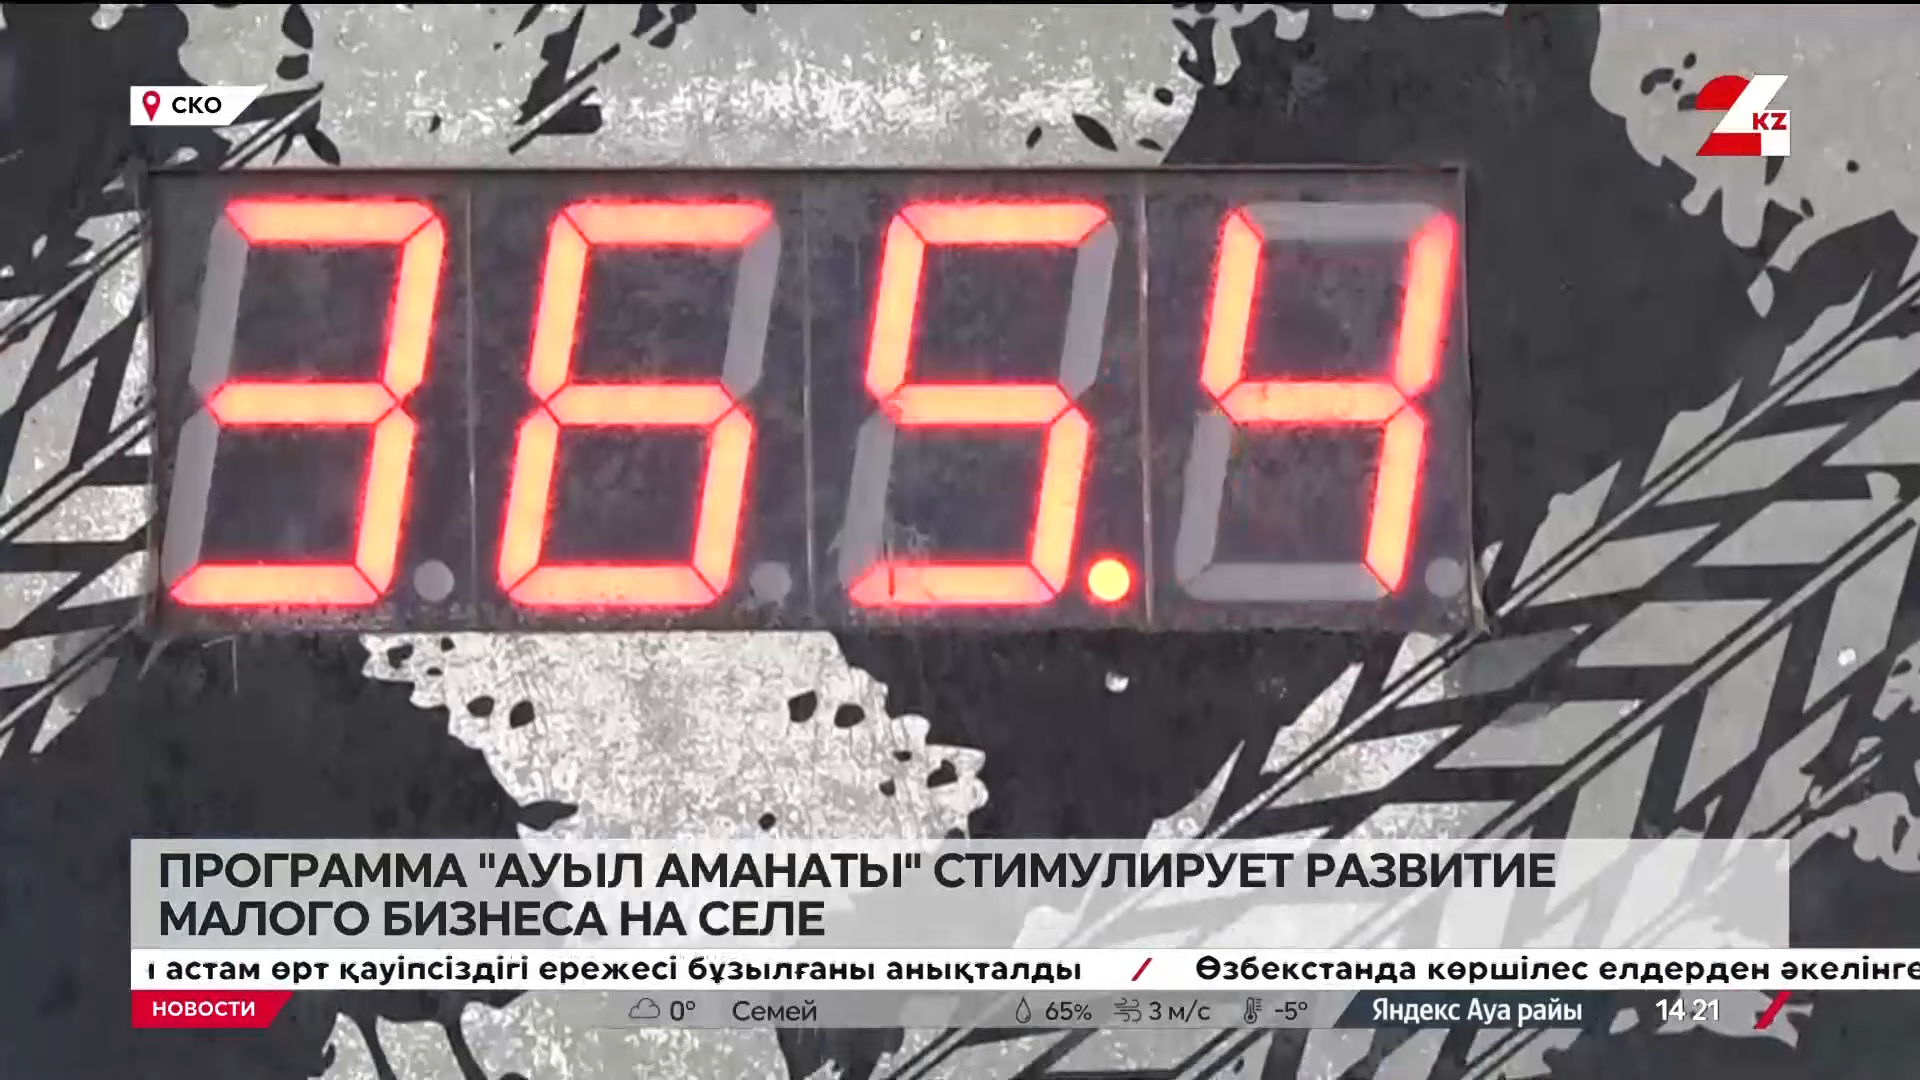 СКО
24 KZ
365.4
ПРОГРАММА "АУЫЛ АМАНАТЫ" СТИМУЛИРУЕТ РАЗВИТИЕ
МАЛОГО БИЗНЕСА НА СЕЛЕ
астам өрт қауіпсіздігі ережесі бұзылғаны анықталды / Өзбекстанда көршілес елдерден
НОВОСТИ 0° Семей 65% 3 м/с -5° Яндекс Ауа райы 14 21